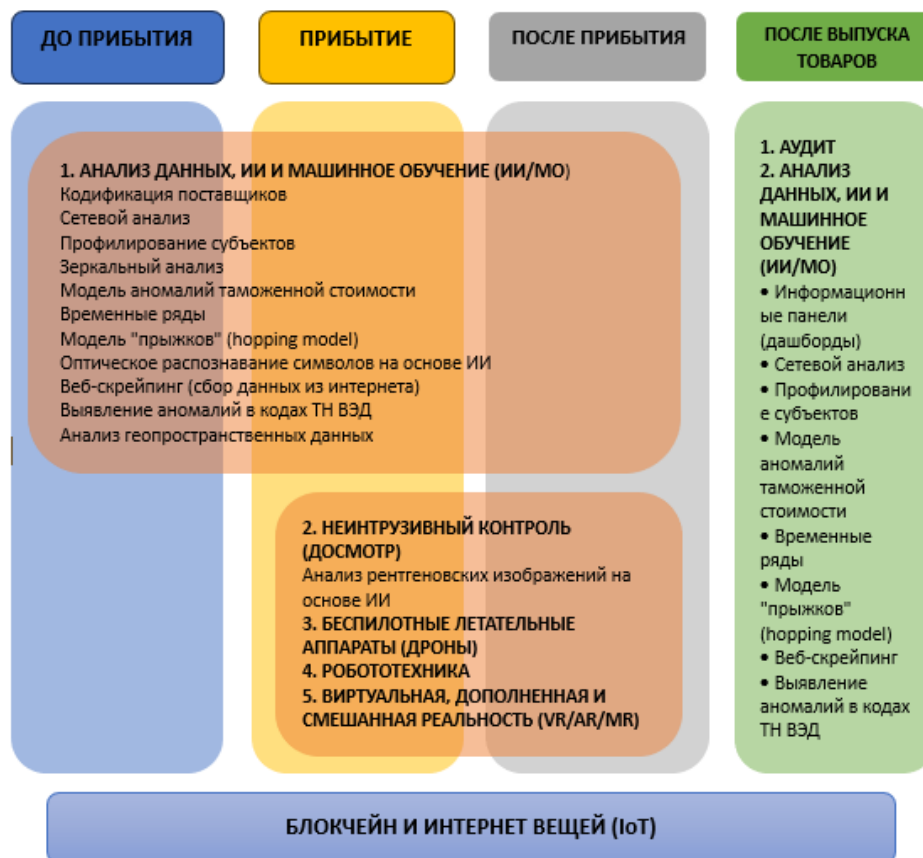 ДО ПРИБЫТИЯ
ПРИБЫТИЕ
ПОСЛЕ ПРИБЫТИЯ
ПОСЛЕ ВЫПУСКА
ТОВАРОВ
1. АНАЛИЗ ДАННЫХ, ИИ И МАШИННОЕ ОБУЧЕНИЕ (ИИ/МО)
Кодификация поставщиков
Сетевой анализ
Профилирование субъектов
Зеркальный анализ
Модель аномалий таможенной стоимости
Временные ряды
Модель "прыжков" (hopping model)
Оптическое распознавание символов на основе ИИ
Веб-скрейпинг (сбор данных из интернета)
Выявление аномалий в кодах ТН ВЭД
Анализ геопространственных данных
2. НЕИНТРУЗИВНЫЙ КОНТРОЛЬ
(ДОСМОТР)
Анализ рентгеновских изображений на
основе ИИ
3. БЕСПИЛОТНЫЕ ЛЕТАТЕЛЬНЫЕ
АППАРАТЫ (ДРОНЫ)
4. РОБОТОТЕХНИКА
5. ВИРТУАЛЬНАЯ, ДОПОЛНЕННАЯ И
СМЕШАННАЯ РЕАЛЬНОСТЬ (VR/AR/MR)
1. АУДИТ
2. АНАЛИЗ
ДАННЫХ, ИИ И
МАШИННОЕ
ОБУЧЕНИЕ
(ИИ/МО)
• Информационн
ые панели
(дашборды)
• Сетевой анализ
• Профилировани
е субъектов
• Модель
аномалий
таможенной
стоимости
• Временные
ряды
• Модель
"прыжков"
(hopping model)
• Веб-скрейпинг
• Выявление
аномалий в кодах
ТН ВЭД
БЛОКЧЕЙН И ИНТЕРНЕТ ВЕЩЕЙ (IoT)